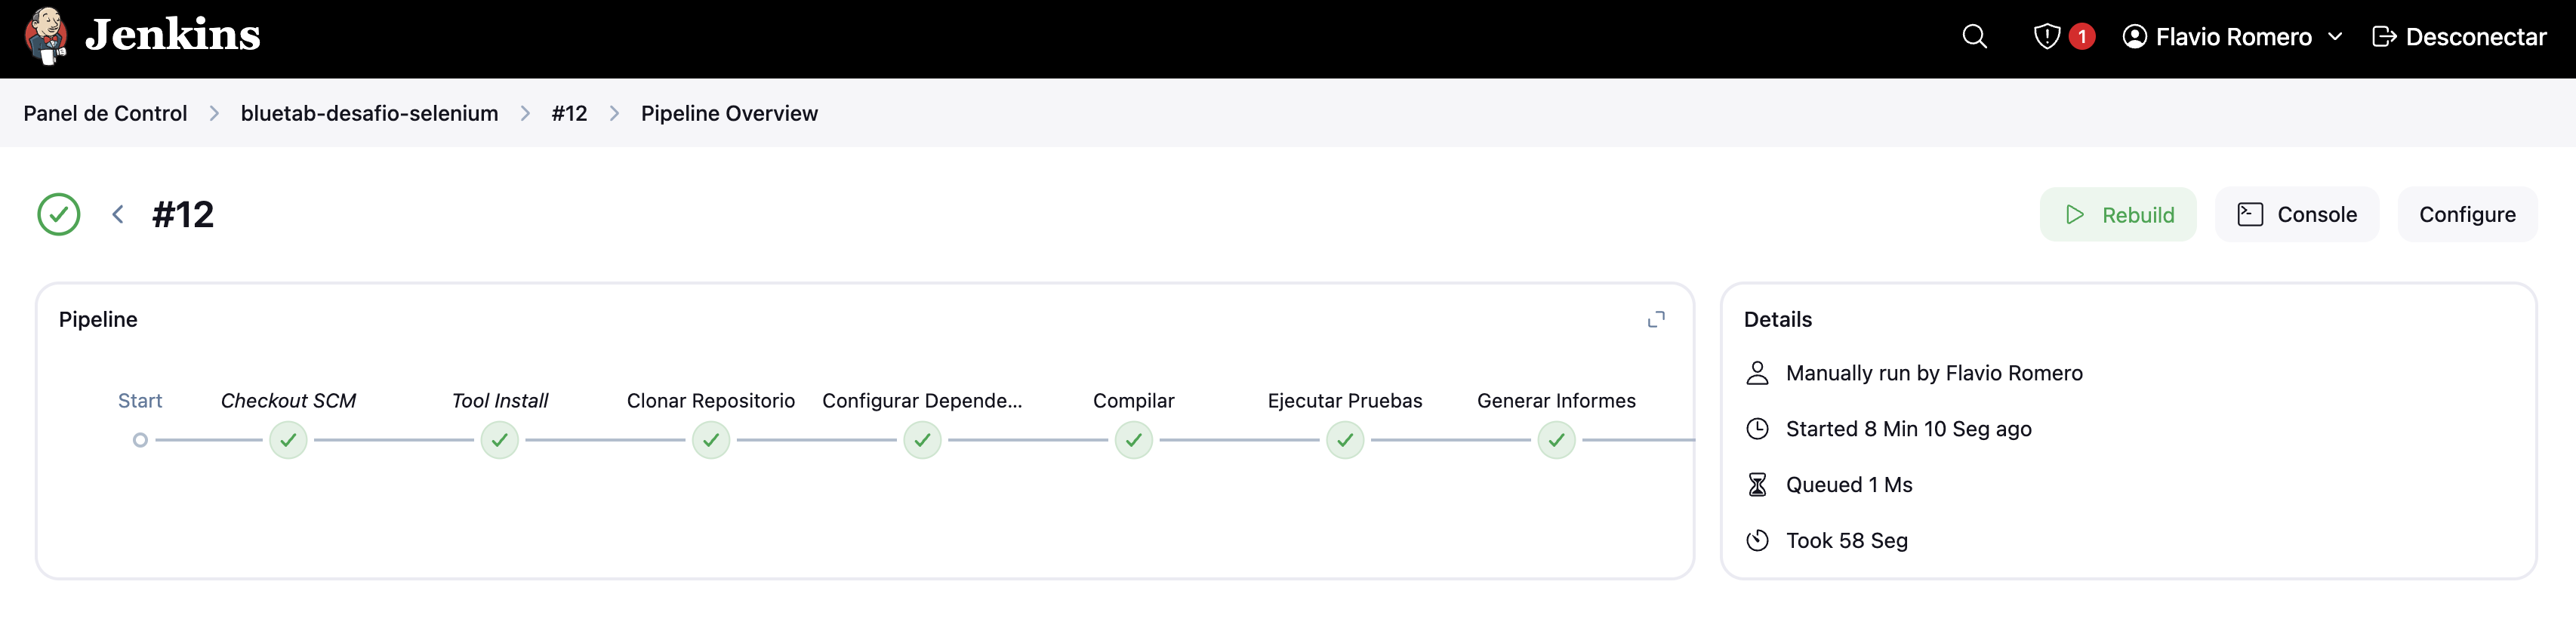 Jenkins
1
Flavio Romero
Desconectar
Panel de Control > bluetab-desafio-selenium > #12 > Pipeline Overview
#12
Rebuild
Console
Configure
Pipeline
Start
Checkout SCM
Tool Install
Clonar Repositorio
Configurar Depende...
Compilar
Ejecutar Pruebas
Generar Informes
Details
Manually run by Flavio Romero
Started 8 Min 10 Seg ago
Queued 1 Ms
Took 58 Seg